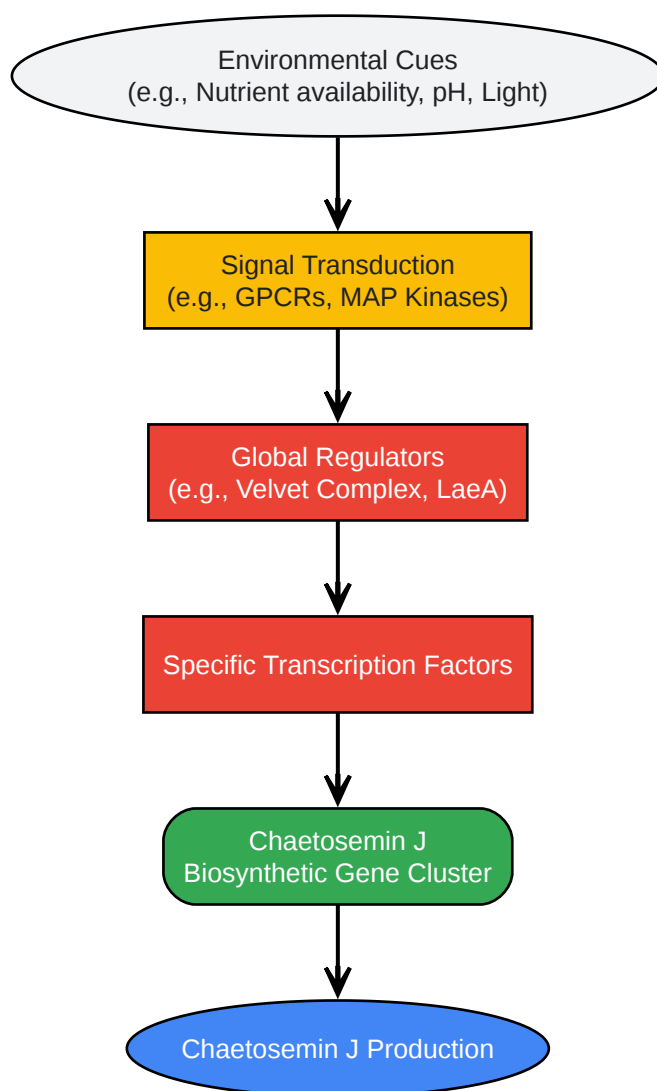 Environmental Cues
(e.g., Nutrient availability, pH, Light)
Signal Transduction
(e.g., GPCRs, MAP Kinases)
Global Regulators
(e.g., Velvet Complex, LaeA)
Specific Transcription Factors
Chaetosemin J
Biosynthetic Gene Cluster
Chaetosemin J Production